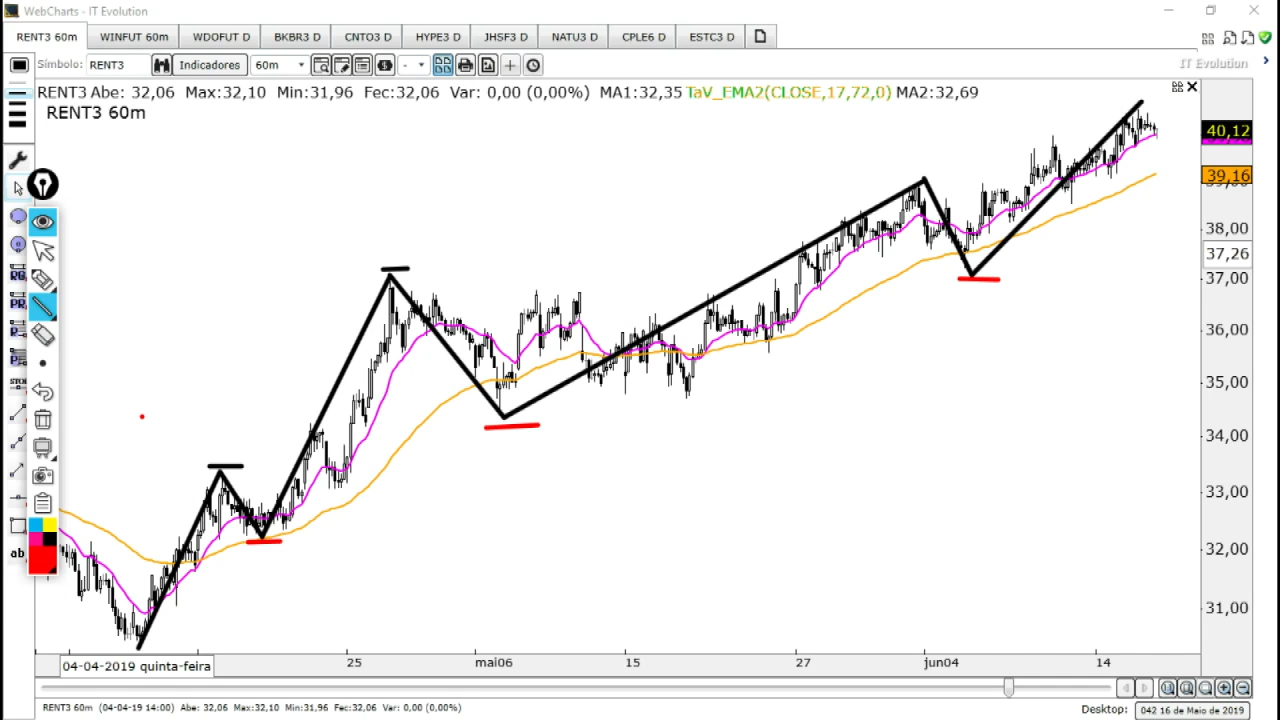 WebCharts - IT Evolution
RENT3 60m WINFUT 60m WDOFUT D BKBR3 D CNTO3 D HYPE3 D JHSF3 D NATU3 D CPLE6 D ESTC3 D
Símbolo: RENT3 Indicadores 60m - IT Evolution
RENT3 Abe: 32,06 Max:32,10 Min:31,96 Fec:32,06 Var: 0,00 (0,00%) MA1:32,35 TaV_EMA2(CLOSE,17,72,0) MA2:32,69
RENT3 60m
40,12
39,16
39,00
38,00
37,26
37,00
36,00
35,00
34,00
33,00
32,00
31,00
RG
PR
R
P
STOP
ab
04-04-2019 quinta-feira 25 mai06 15 27 jun04 14
RENT3 60m (04-04-19 14:00) Abe: 32,06 Max:32,10 Min:31,96 Fec:32,06 Var: 0,00 (0,00%) Desktop: 042 16 de Maio de 2019